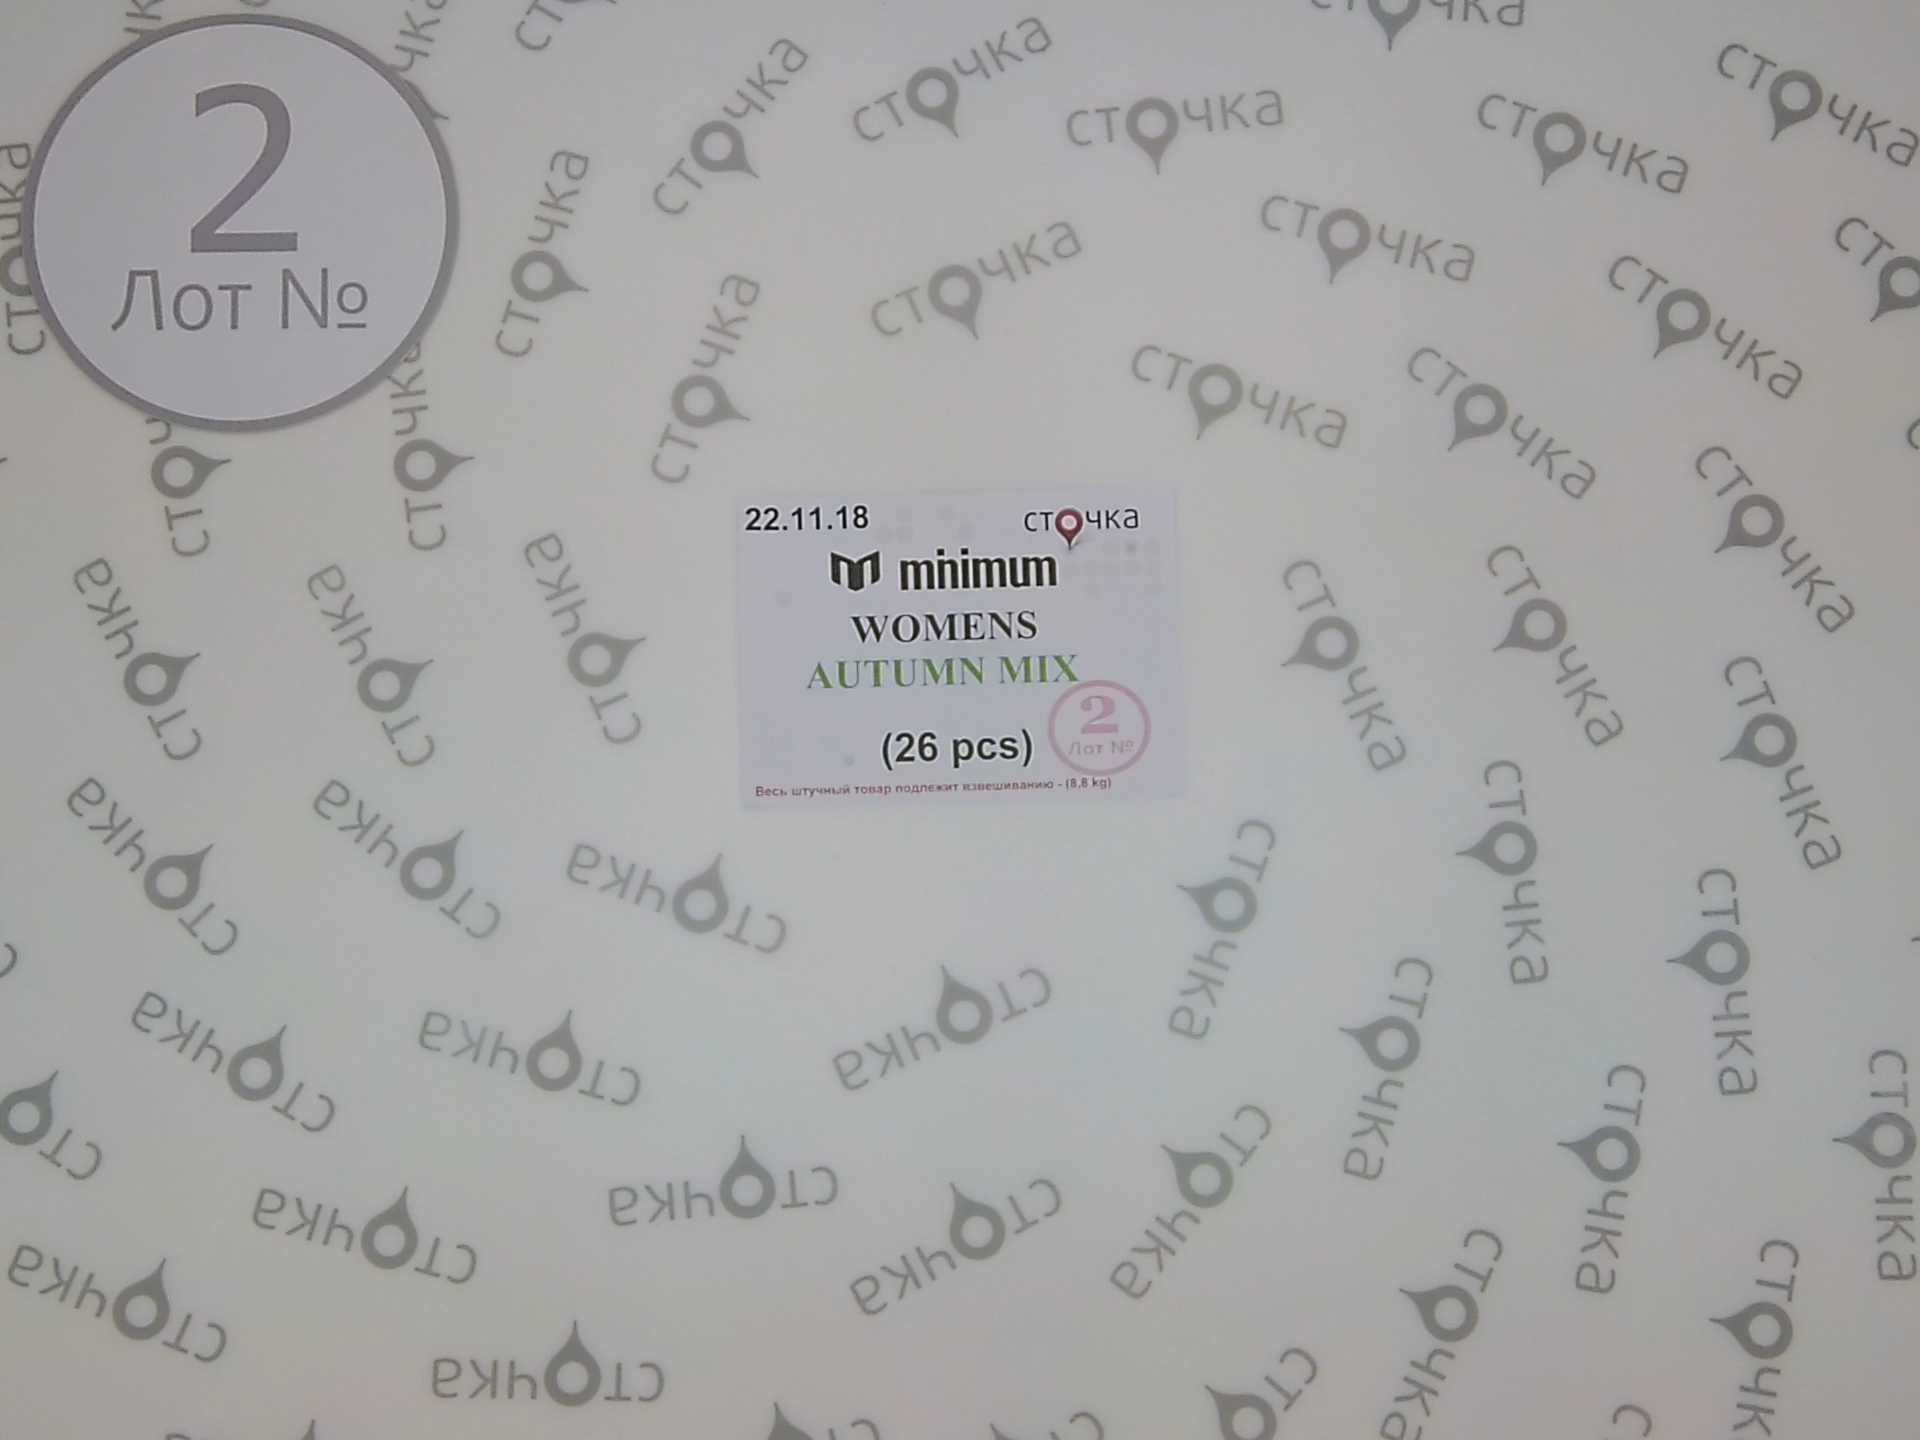 2
Лот №
22.11.18
сточка
minimum
WOMENS
AUTUMN MIX
(26 pcs)
2
Лот №
Весь штучный товар подлежит взвешиванию - (8,8 kg)
сточка